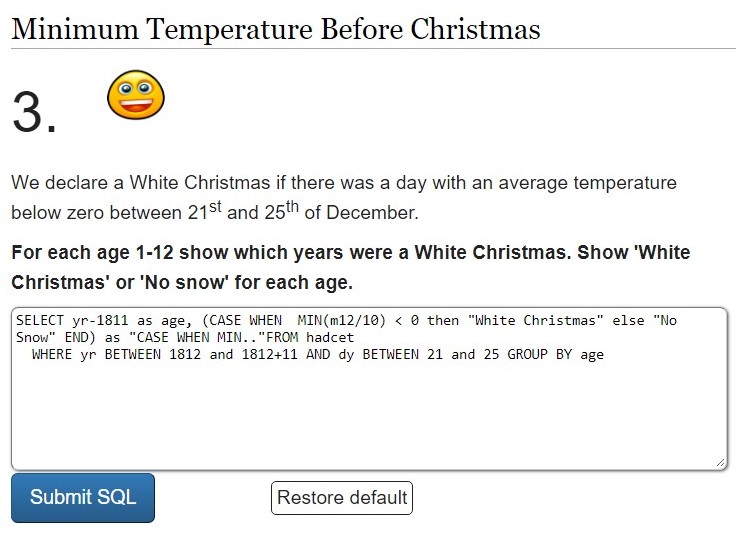 Minimum Temperature Before Christmas
3.
We declare a White Christmas if there was a day with an average temperature
below zero between 21st and 25th of December.
For each age 1-12 show which years were a White Christmas. Show 'White
Christmas' or 'No snow' for each age.
SELECT yr-1811 as age, (CASE WHEN  MIN(m12/10) < 0 then "White Christmas" else "No
Snow" END) as "CASE WHEN MIN.."FROM hadcet
  WHERE yr BETWEEN 1812 and 1812+11 AND dy BETWEEN 21 and 25 GROUP BY age
Submit SQL
Restore default